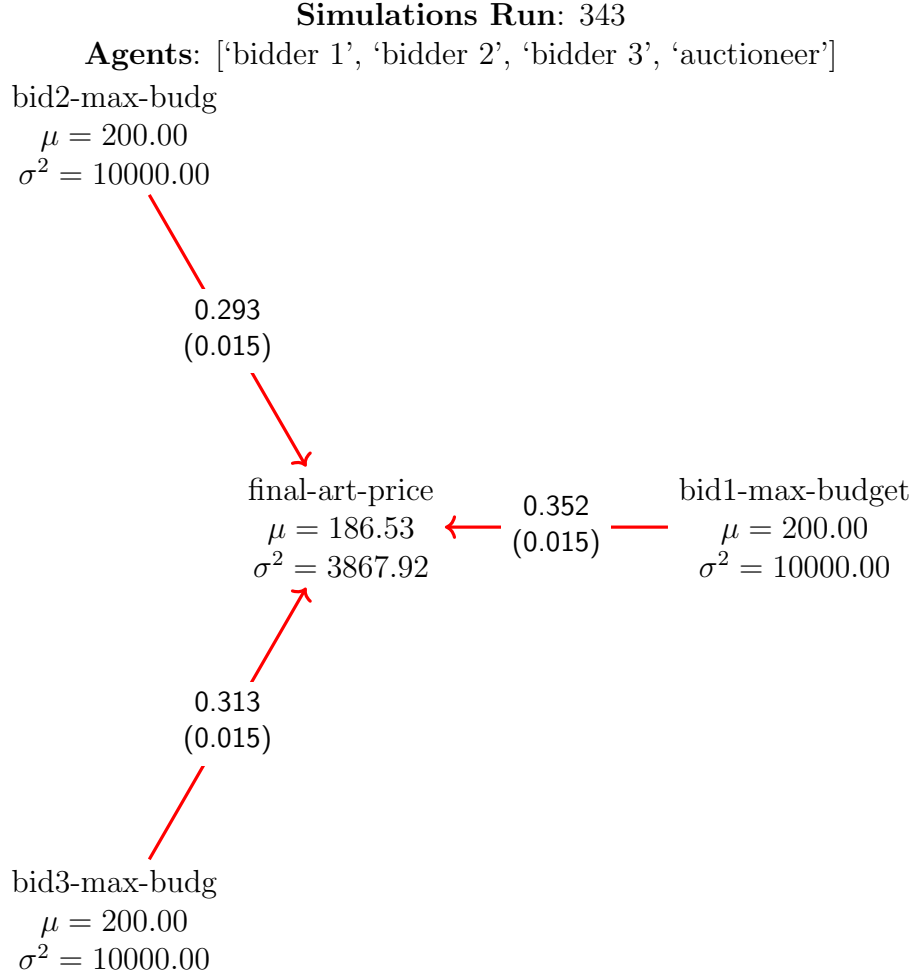 Simulations Run: 343
Agents: [‘bidder 1’, ‘bidder 2’, ‘bidder 3’, ‘auctioneer’]
bid2-max-budg
μ = 200.00
σ² = 10000.00
0.293
(0.015)
final-art-price
μ = 186.53
σ² = 3867.92
0.352
(0.015)
bid1-max-budget
μ = 200.00
σ² = 10000.00
0.313
(0.015)
bid3-max-budg
μ = 200.00
σ² = 10000.00